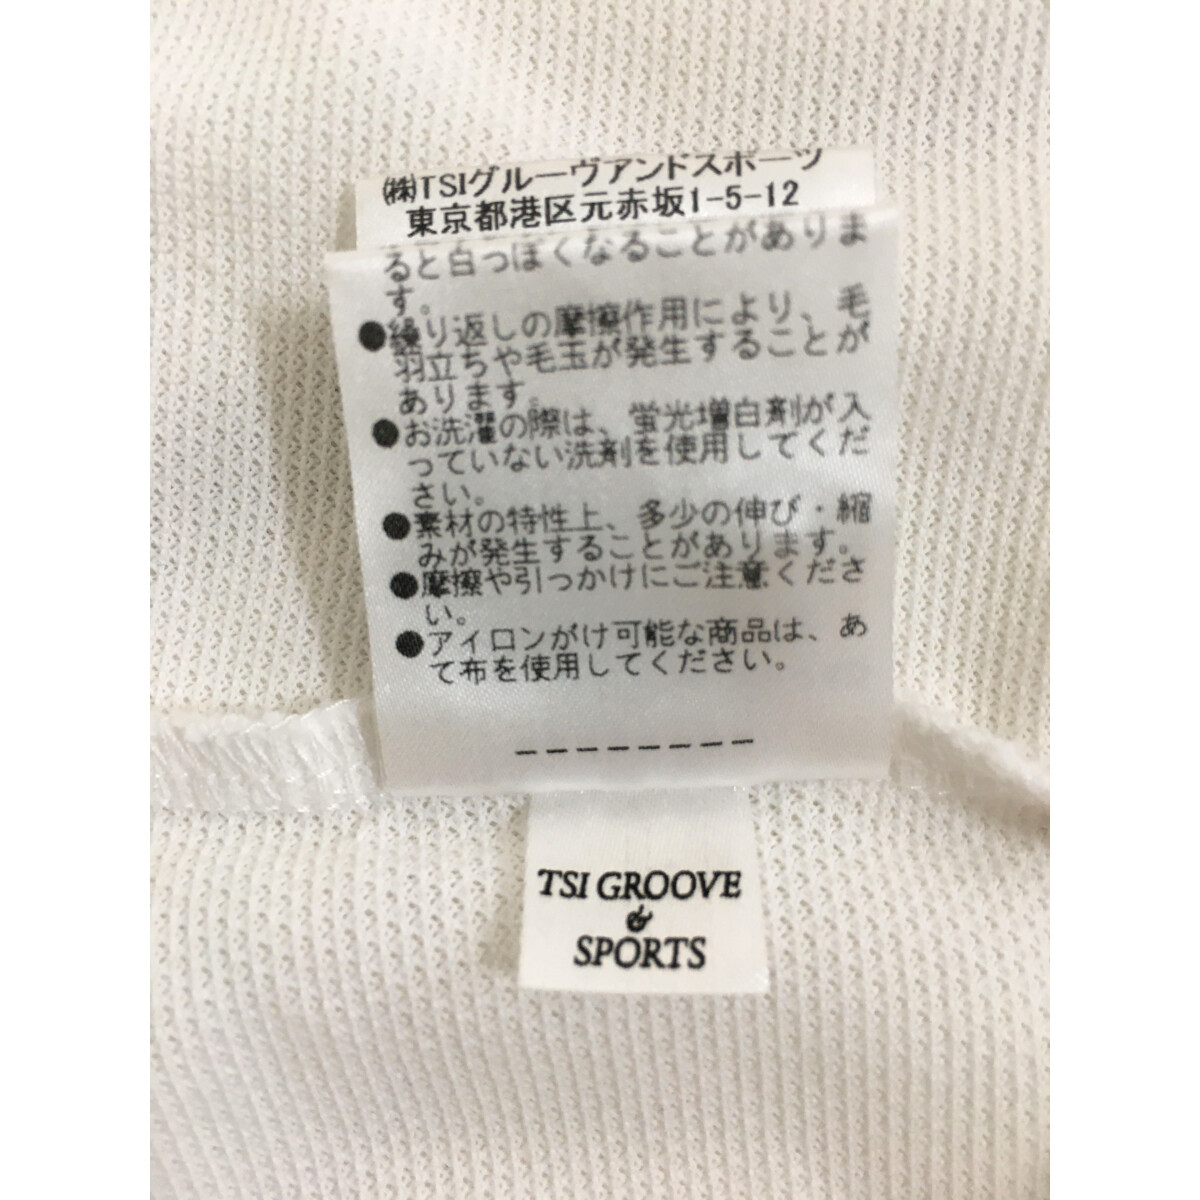 ㈱TSIグルーヴアンドスポーツ
東京都港区元赤坂1-5-12
ると白っぽくなることがありま
す。
●繰り返しの摩擦作用により、毛
羽立ちや毛玉が発生することが
あります。
●お洗濯の際は、蛍光増白剤が入
っていない洗剤を使用してくだ
さい。
●素材の特性上、多少の伸び・縮
みが発生することがあります。
●摩擦や引っかけにご注意くださ
い。
●アイロンがけ可能な商品は、あ
て布を使用してください。
--------
TSI GROOVE
&
SPORTS